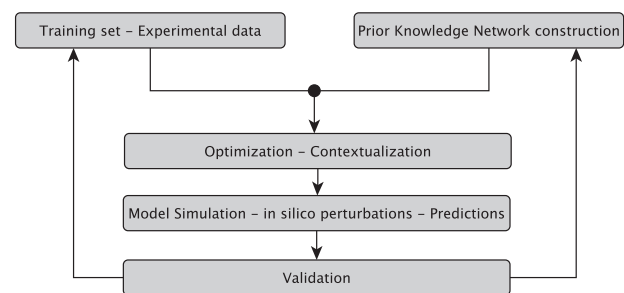 Training set – Experimental data
Prior Knowledge Network construction
Optimization – Contextualization
Model Simulation – in silico perturbations – Predictions
Validation